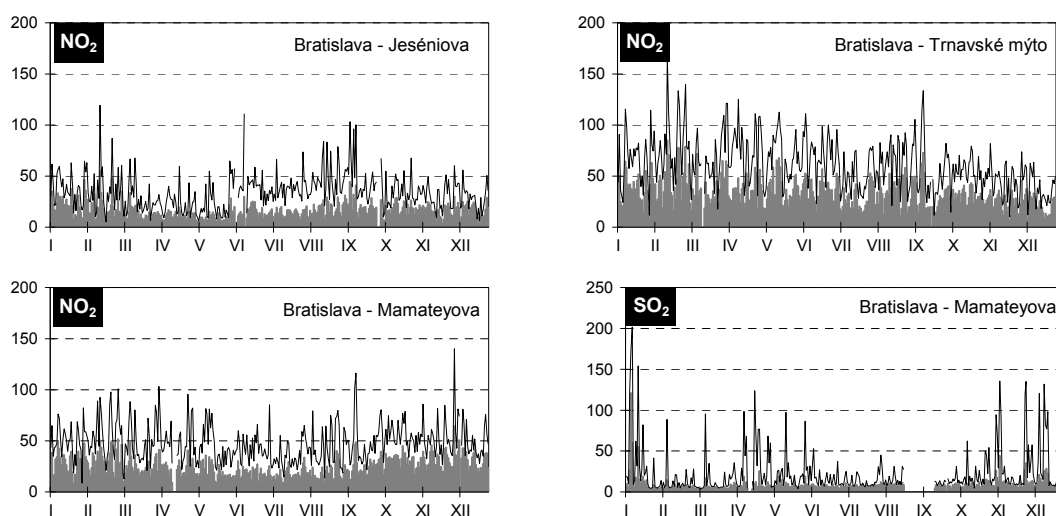 NO₂
Bratislava - Jeséniova
200
150
100
50
0
I II III IV V VI VII VIII IX X XI XII
NO₂
Bratislava - Trnavské mýto
200
150
100
50
0
I II III IV V VI VII VIII IX X XI XII
NO₂
Bratislava - Mamateyova
200
150
100
50
0
I II III IV V VI VII VIII IX X XI XII
SO₂
Bratislava - Mamateyova
250
200
150
100
50
0
I II III IV V VI VII VIII IX X XI XII